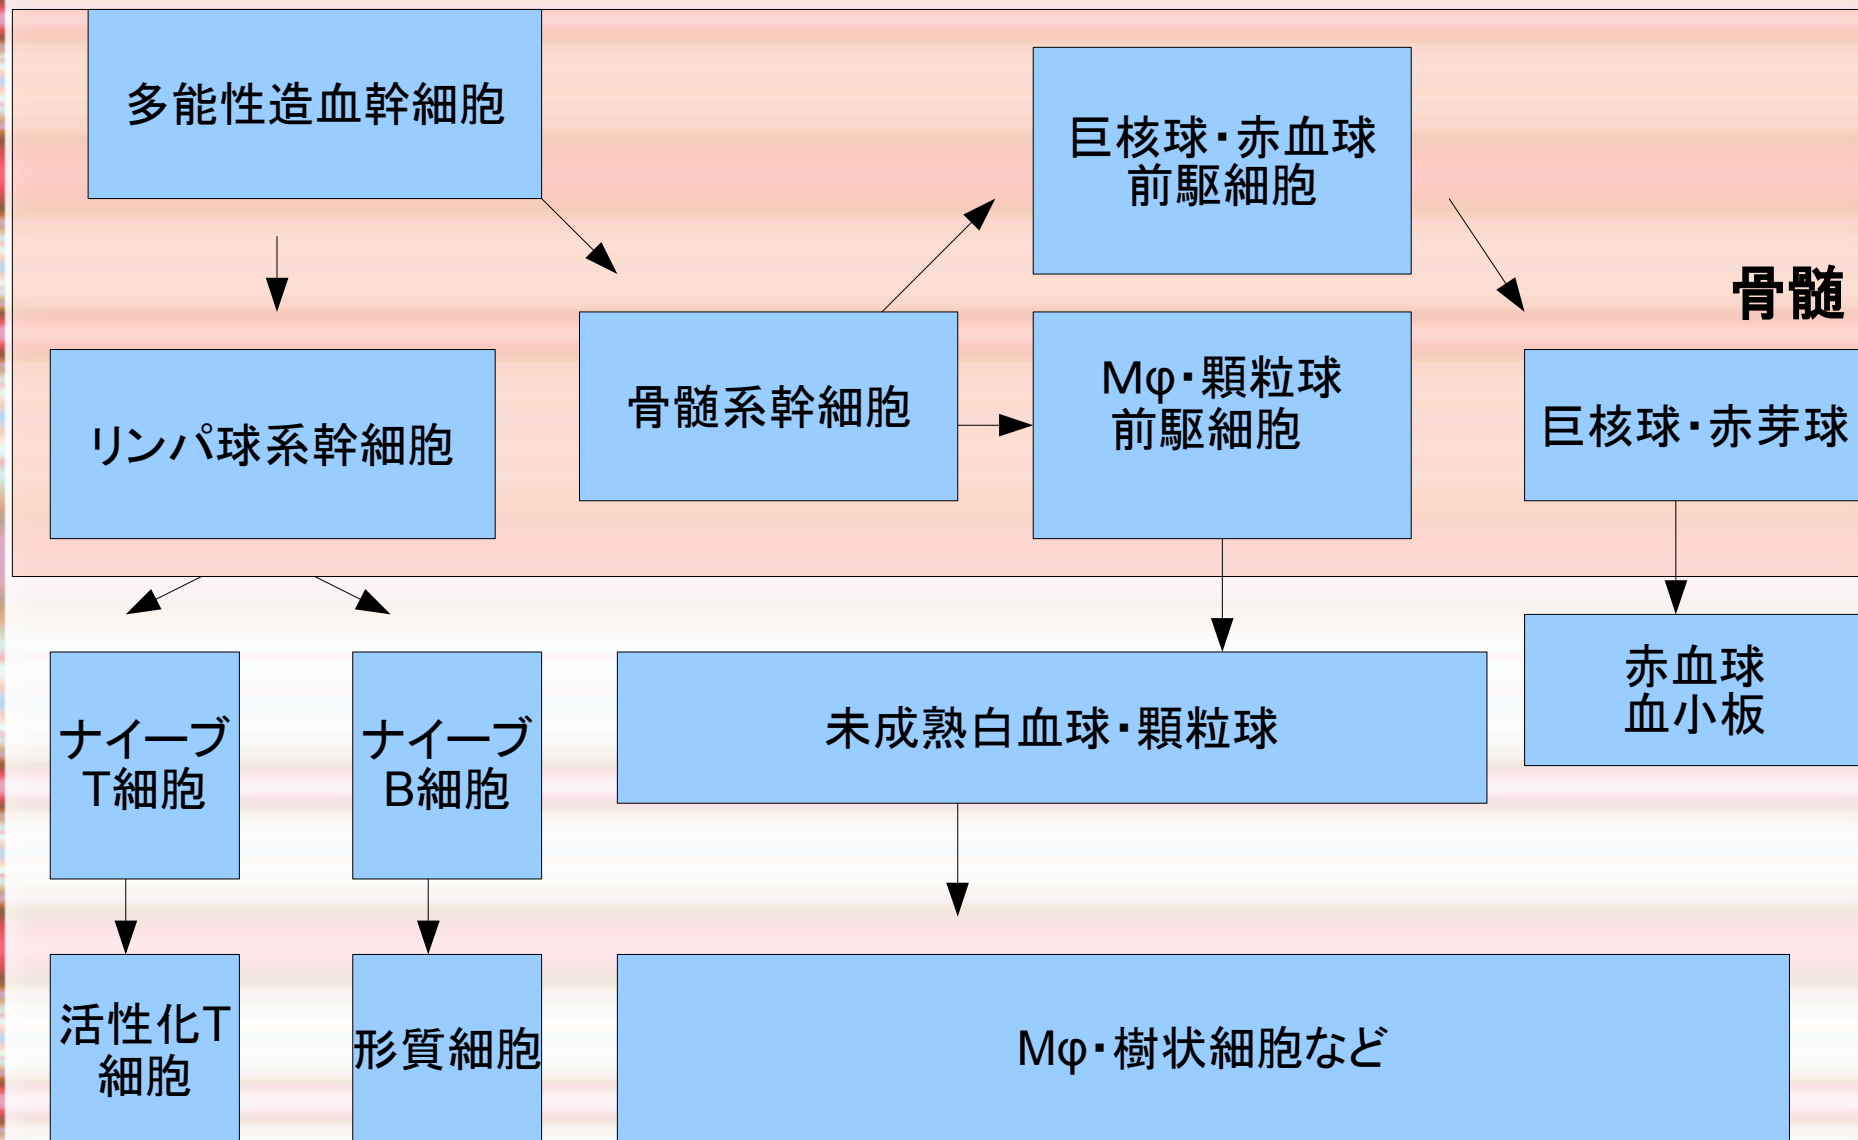 多能性造血幹細胞
巨核球・赤血球
前駆細胞
骨髄
リンパ球系幹細胞
骨髄系幹細胞
Mφ・顆粒球
前駆細胞
巨核球・赤芽球
ナイーブ
T細胞
ナイーブ
B細胞
未成熟白血球・顆粒球
赤血球
血小板
活性化T
細胞
形質細胞
Mφ・樹状細胞など